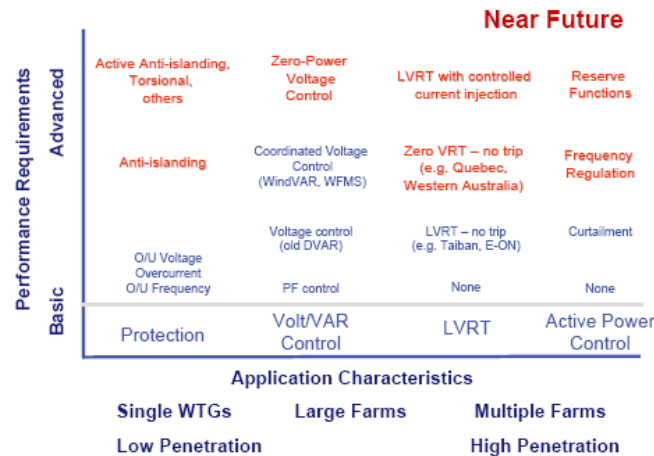 Near Future
Performance Requirements
Advanced
Basic
Active Anti-islanding,
Torsional,
others
Zero-Power
Voltage
Control
LVRT with controlled
current injection
Reserve
Functions
Anti-islanding
Coordinated Voltage
Control
(WindVAR, WFMS)
Zero VRT – no trip
(e.g. Quebec,
Western Australia)
Frequency
Regulation
O/U Voltage
Overcurrent
O/U Frequency
Voltage control
(old DVAR)
LVRT – no trip
(e.g. Taiban, E-ON)
Curtailment
PF control
None
None
Protection
Volt/VAR
Control
LVRT
Active Power
Control
Application Characteristics
Single WTGs
Large Farms
Multiple Farms
Low Penetration
High Penetration